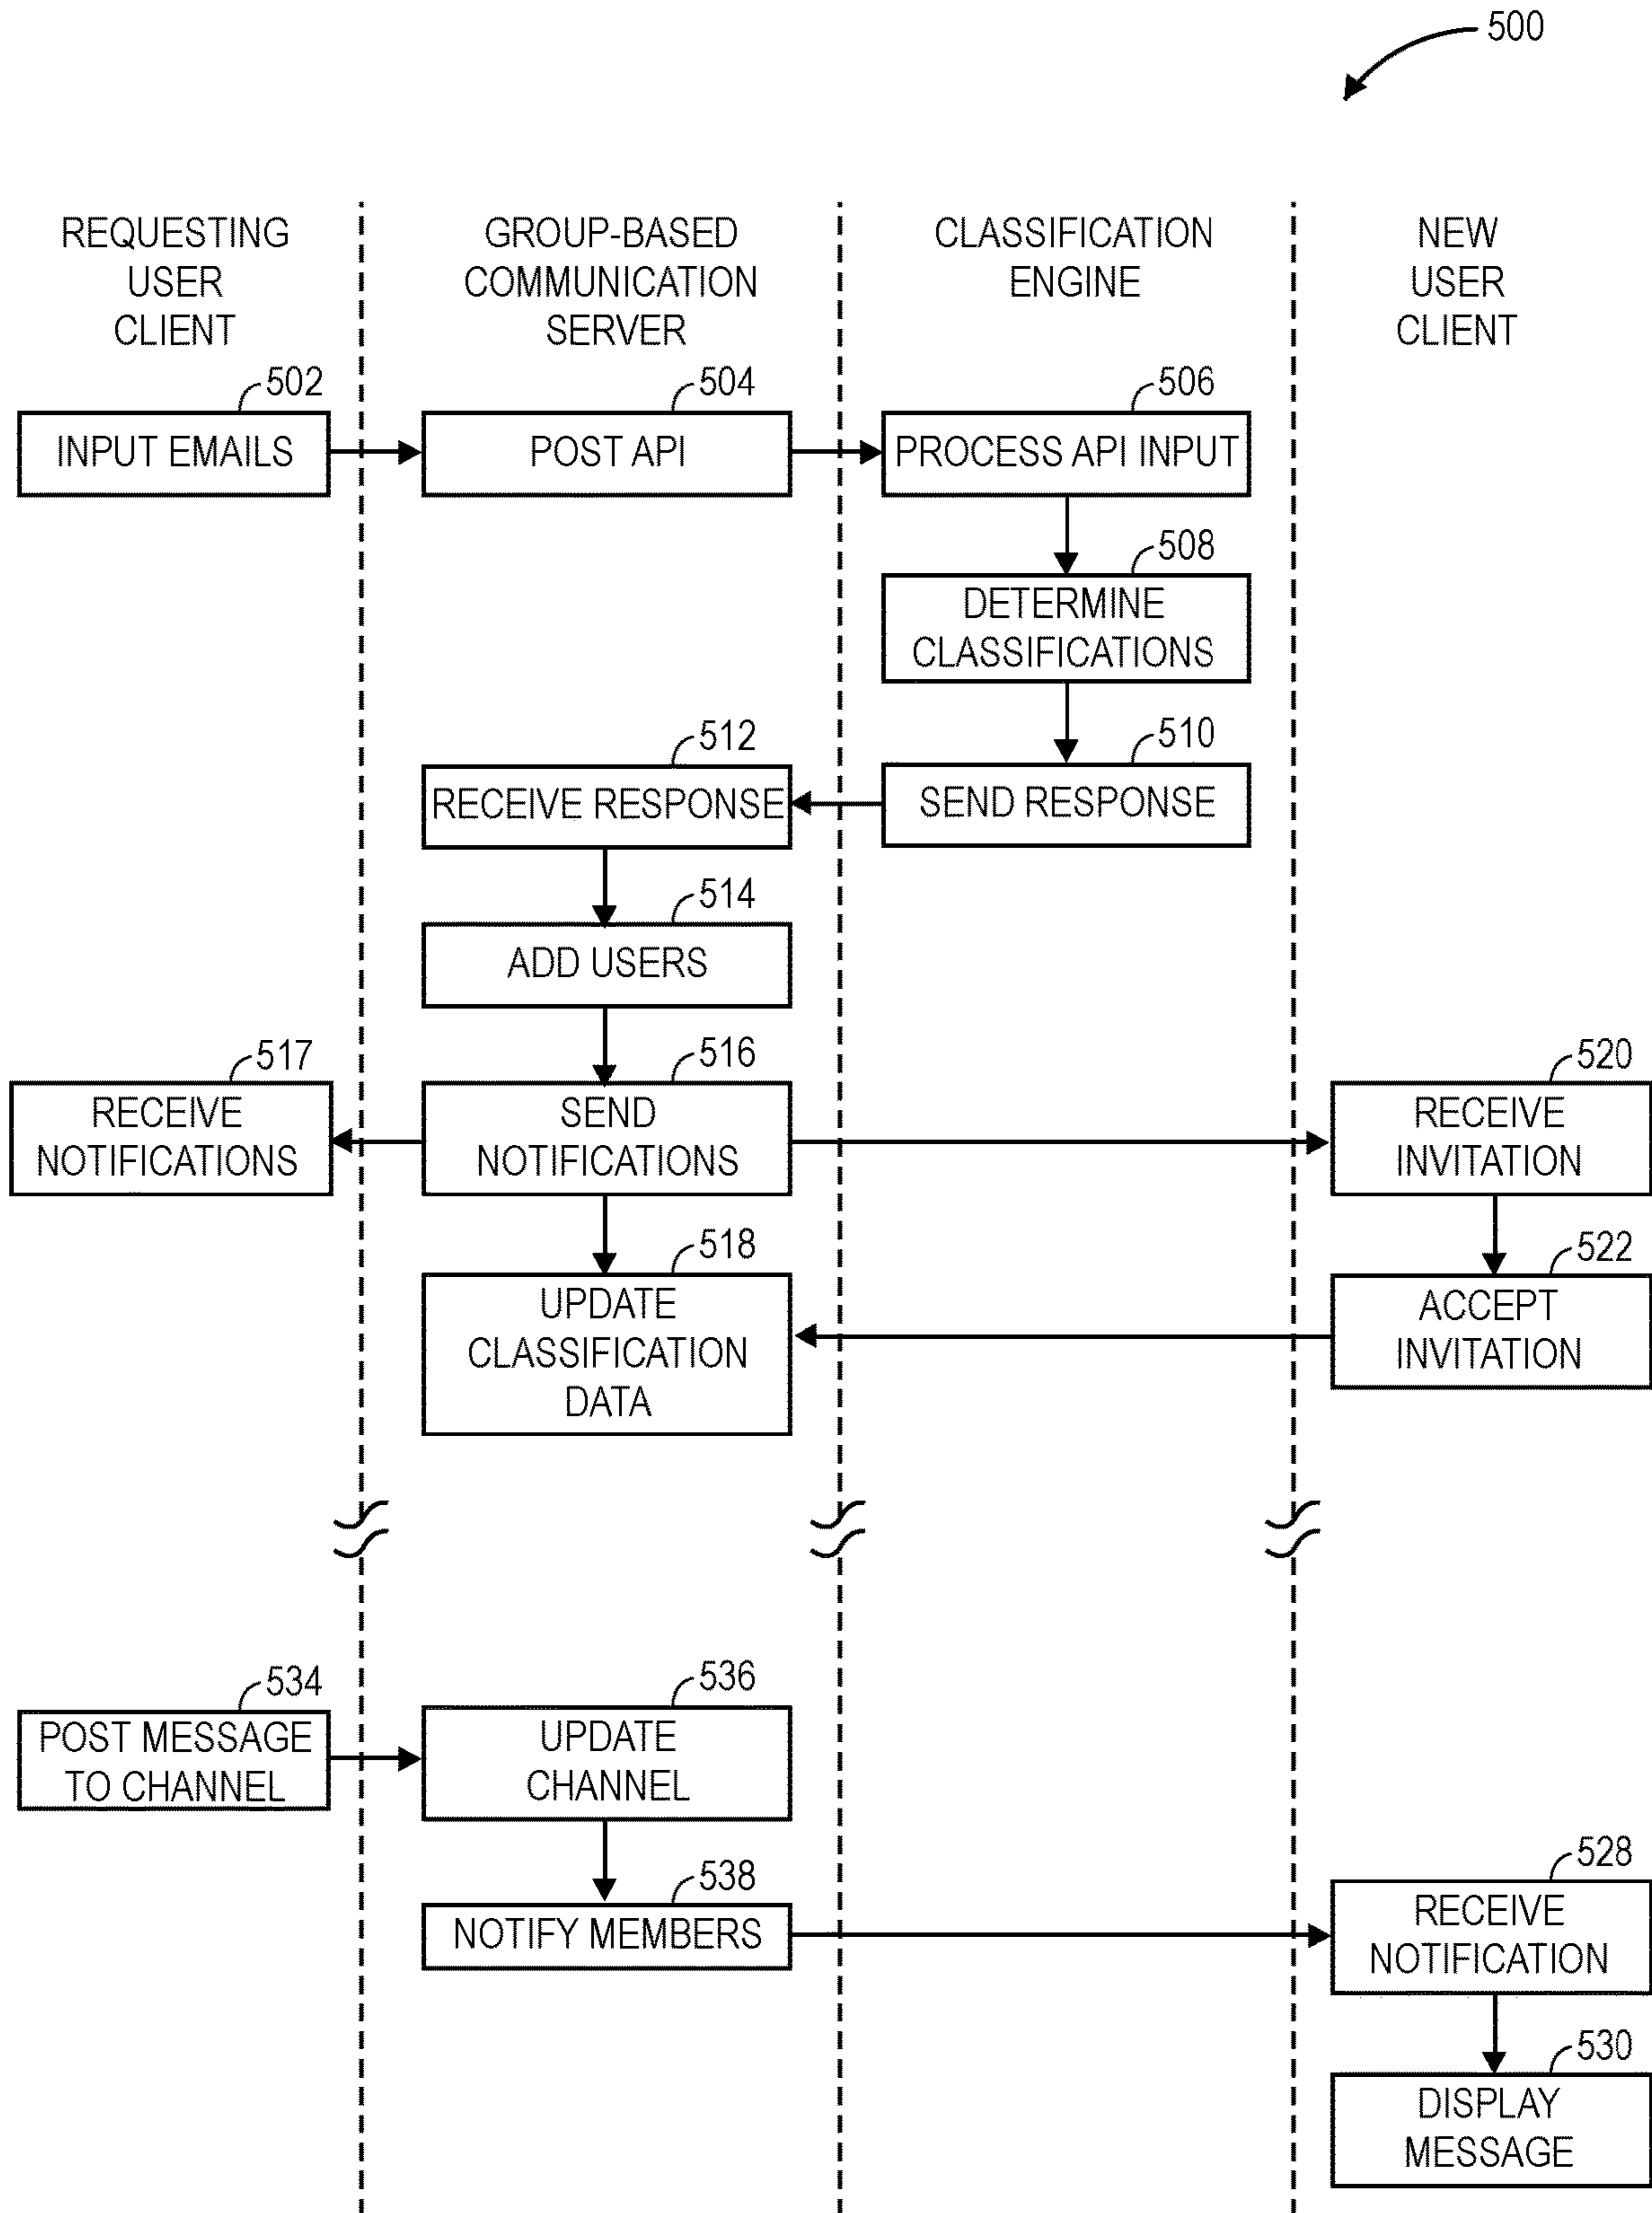 500
REQUESTING
USER
CLIENT
GROUP-BASED
COMMUNICATION
SERVER
CLASSIFICATION
ENGINE
NEW
USER
CLIENT
502
INPUT EMAILS
504
POST API
506
PROCESS API INPUT
508
DETERMINE
CLASSIFICATIONS
510
SEND RESPONSE
512
RECEIVE RESPONSE
514
ADD USERS
516
SEND
NOTIFICATIONS
517
RECEIVE
NOTIFICATIONS
520
RECEIVE
INVITATION
518
UPDATE
CLASSIFICATION
DATA
522
ACCEPT
INVITATION
534
POST MESSAGE
TO CHANNEL
536
UPDATE
CHANNEL
538
NOTIFY MEMBERS
528
RECEIVE
NOTIFICATION
530
DISPLAY
MESSAGE